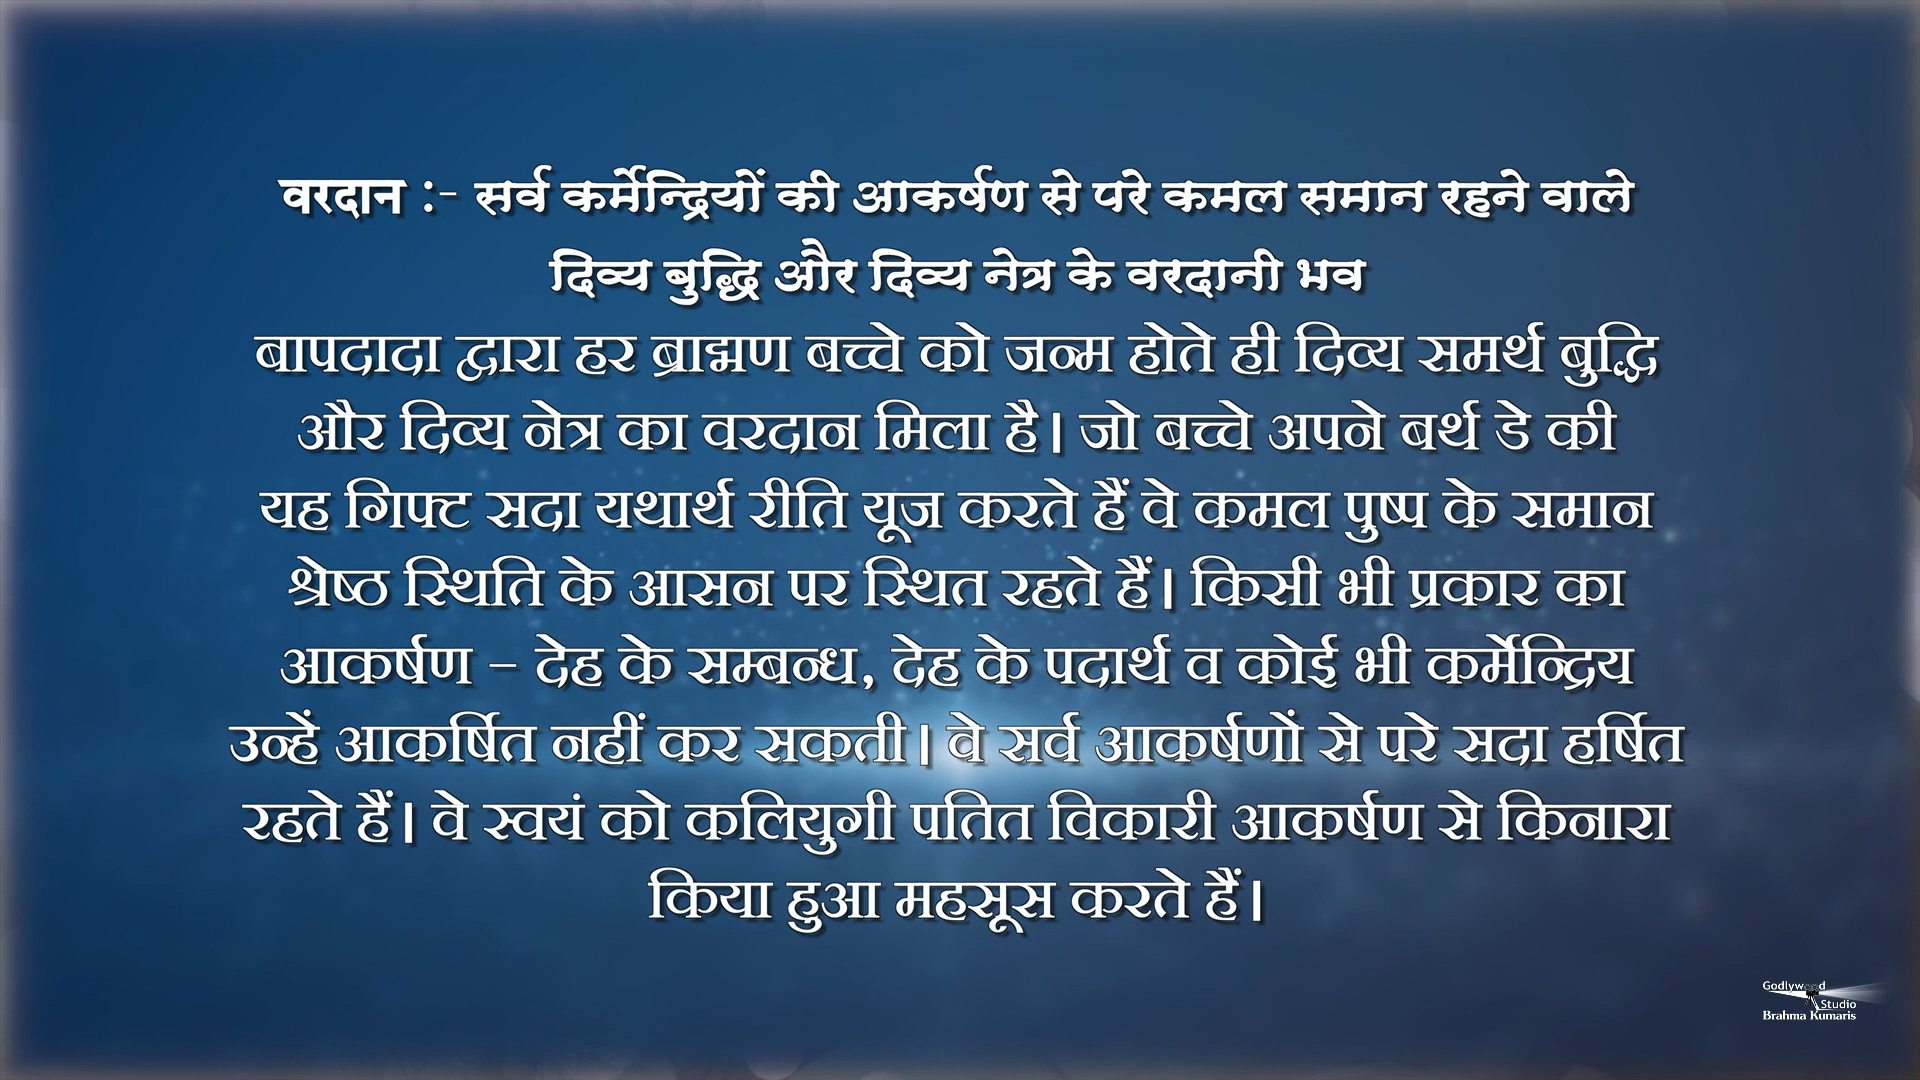 वरदान :- सर्व कर्मेन्द्रियों की आकर्षण से परे कमल समान रहने वाले
दिव्य बुद्धि और दिव्य नेत्र के वरदानी भव
बापदादा द्वारा हर ब्राह्मण बच्चे को जन्म होते ही दिव्य समर्थ बुद्धि
और दिव्य नेत्र का वरदान मिला है। जो बच्चे अपने बर्थ डे की
यह गिफ्ट सदा यथार्थ रीति यूज करते हैं वे कमल पुष्प के समान
श्रेष्ठ स्थिति के आसन पर स्थित रहते हैं। किसी भी प्रकार का
आकर्षण – देह के सम्बन्ध, देह के पदार्थ व कोई भी कर्मेन्द्रिय
उन्हें आकर्षित नहीं कर सकती। वे सर्व आकर्षणों से परे सदा हर्षित
रहते हैं। वे स्वयं को कलियुगी पतित विकारी आकर्षण से किनारा
किया हुआ महसूस करते हैं।
Godlywood
Studio
Brahma Kumaris